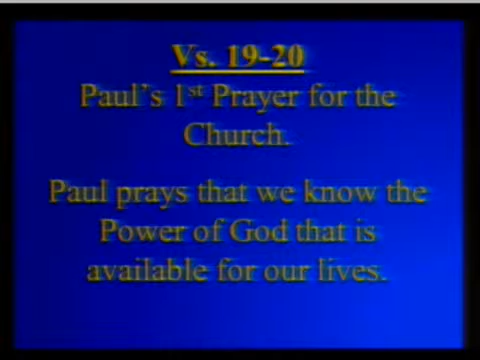 Vs. 19-20
Paul's 1st Prayer for the
Church.
Paul prays that we know the
Power of God that is
available for our lives.